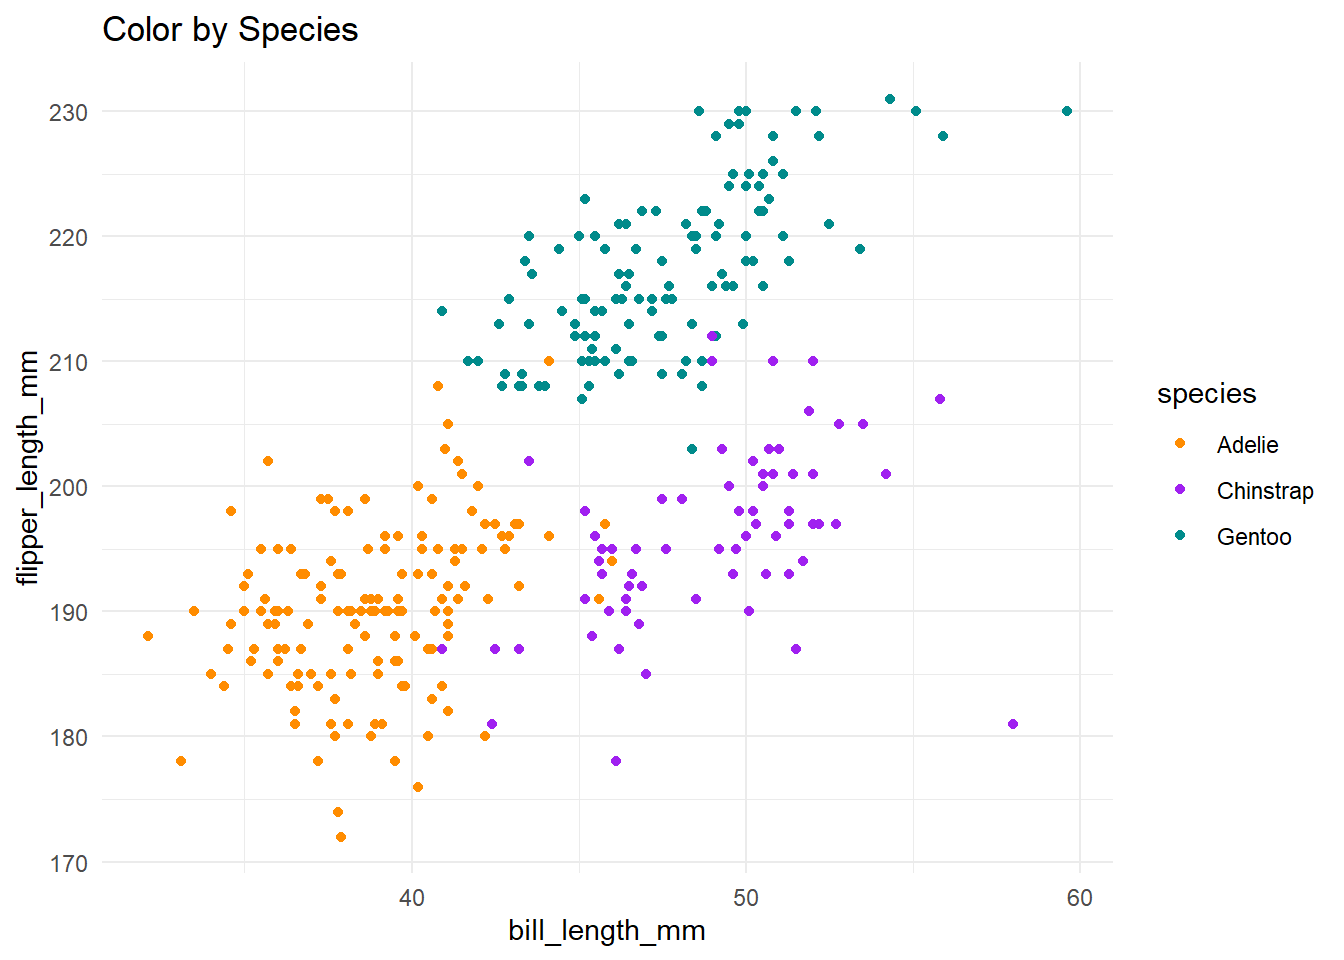 Color by Species
230
220
210
200
190
180
170
flipper_length_mm
40
50
60
bill_length_mm
species
Adelie
Chinstrap
Gentoo